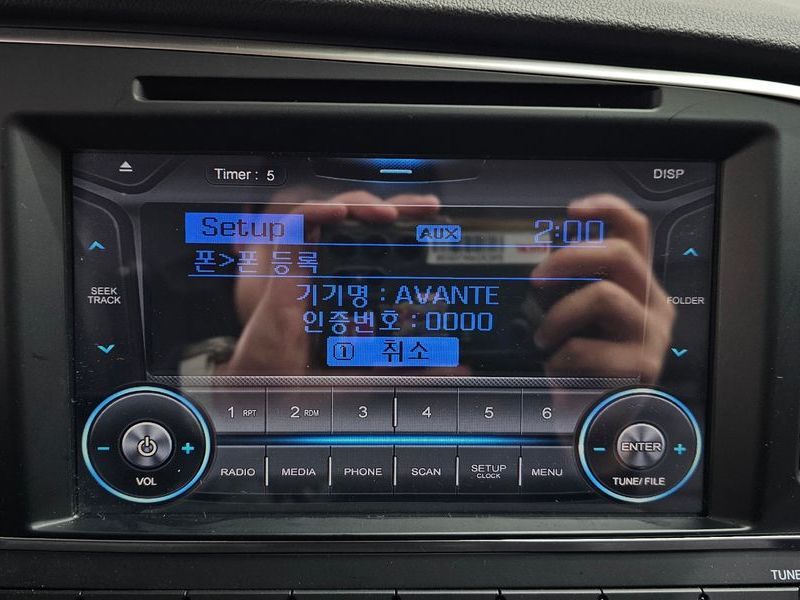 Timer : 5
DISP
Setup AUX 2:00
폰>폰 등록
기기명 : AVANTE
인증번호 : 0000
1 취소
SEEK
TRACK
FOLDER
1 RPT 2 RDM 3 4 5 6
RADIO MEDIA PHONE SCAN SETUP CLOCK MENU
VOL
ENTER
TUNE/ FILE
TUNE